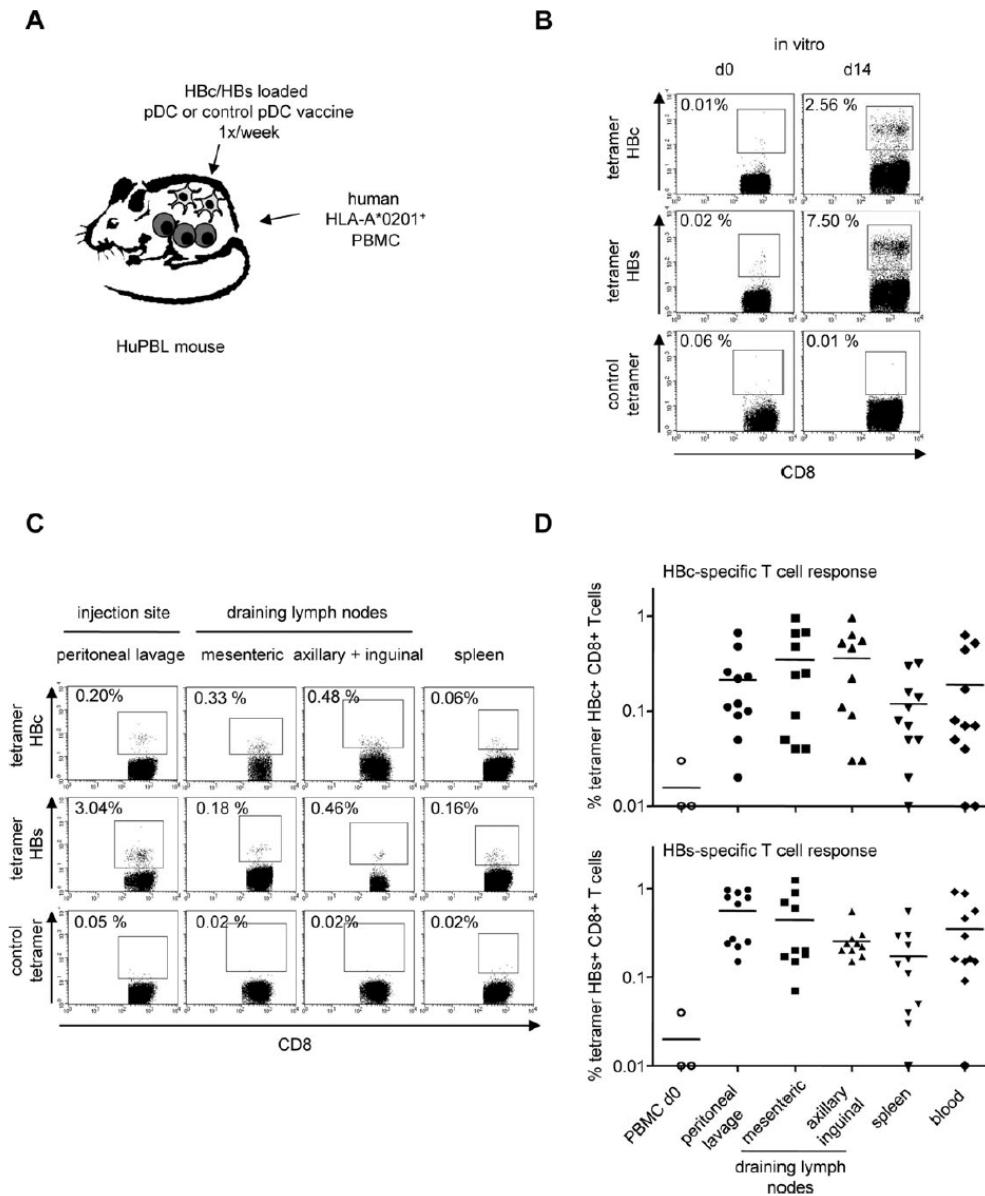 A
HBc/HBs loaded
pDC or control pDC vaccine
1x/week
human
HLA-A*0201+
PBMC
HuPBL mouse
B
in vitro
d0 d14
tetramer
HBc
0.01% 2.56 %
tetramer
HBs
0.02 % 7.50 %
control
tetramer
0.06 % 0.01 %
10⁰ 10¹ 10² 10³ 10⁴
CD8
C
injection site draining lymph nodes
peritoneal lavage mesenteric axillary + inguinal spleen
tetramer
HBc
0.20% 0.33 % 0.48 % 0.06%
tetramer
HBs
3.04% 0.18 % 0.46 % 0.16%
control
tetramer
0.05 % 0.02 % 0.02% 0.02%
CD8
D
HBc-specific T cell response
% tetramer HBc+ CD8+ Tcells
1
0.1
0.01
HBs-specific T cell response
% tetramer HBs+ CD8+ T cells
1
0.1
0.01
PBMC d0
peritoneal
lavage
mesenteric
axillary
inguinal
spleen
blood
draining lymph
nodes